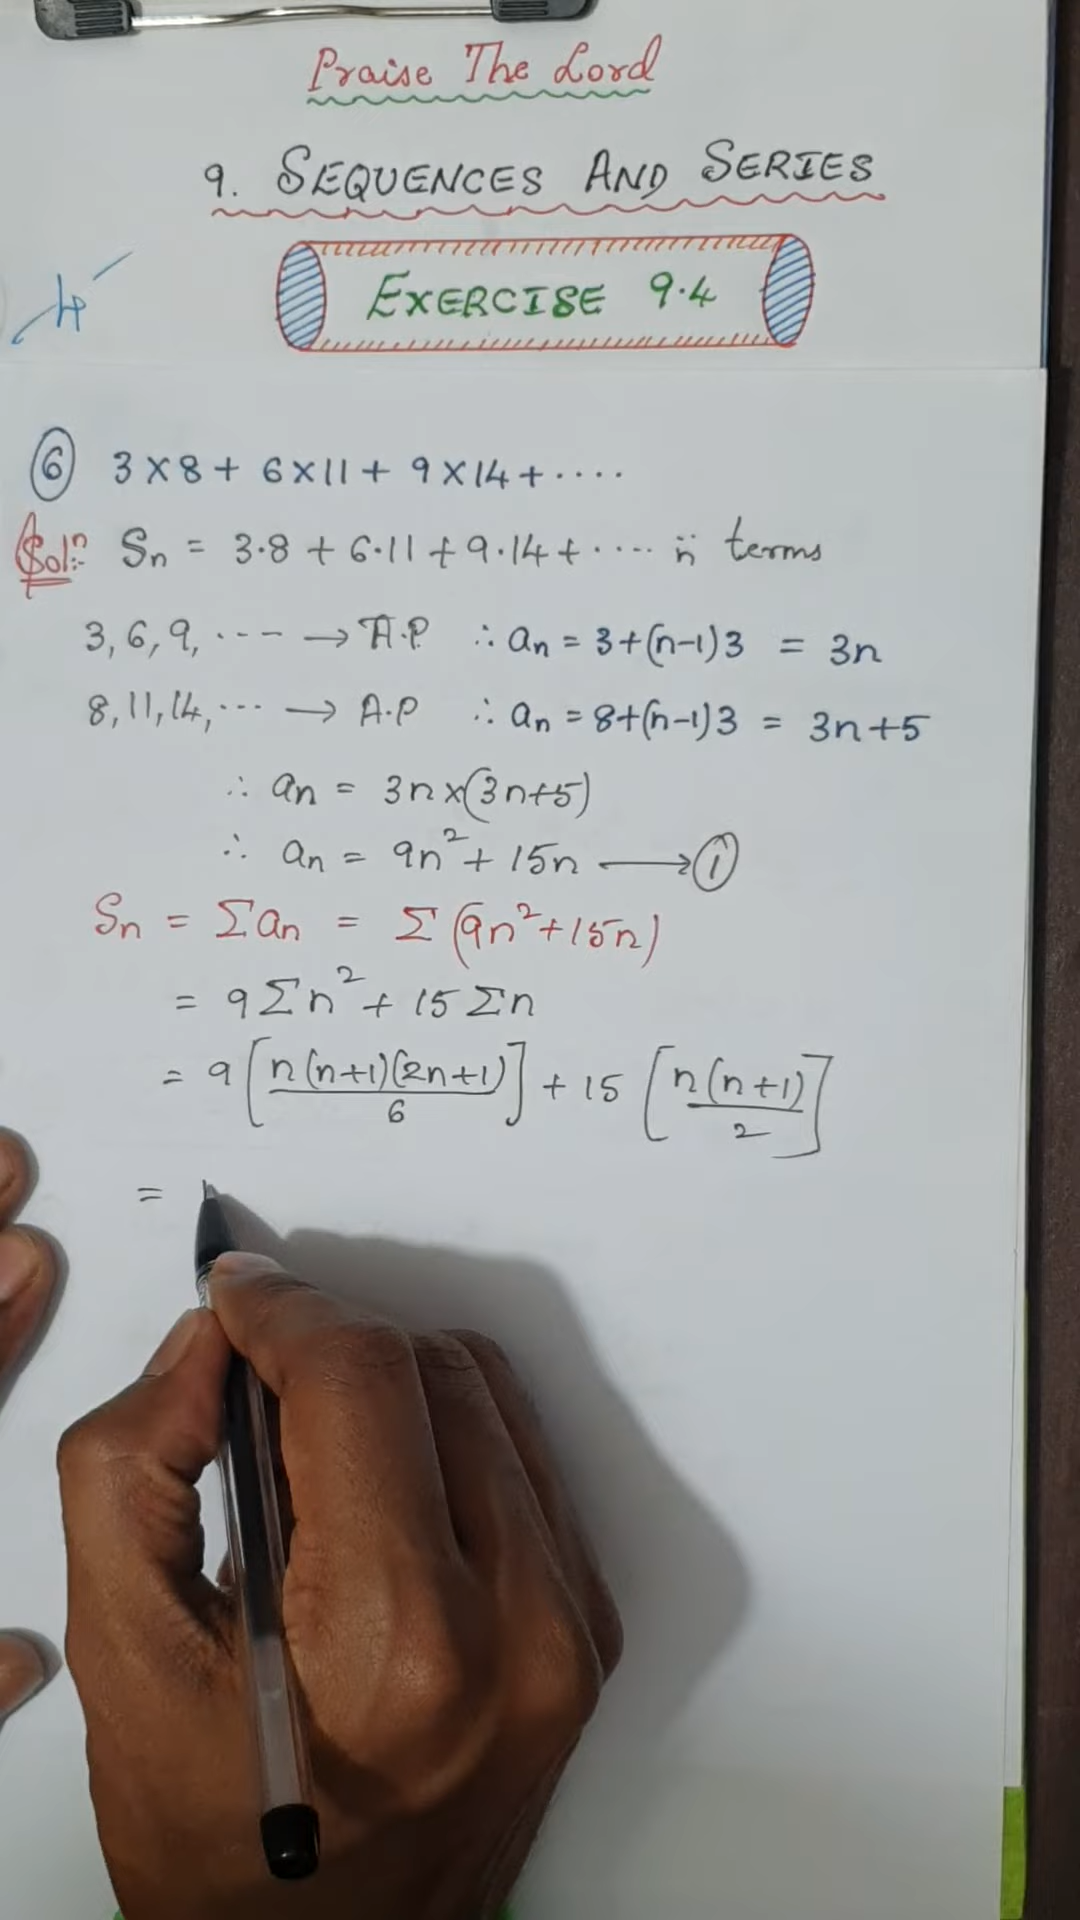 Praise The Lord
9. SEQUENCES AND SERIES
EXERCISE 9.4
⑥ 3×8 + 6×11 + 9×14 + ....
Solⁿ: Sn = 3·8 + 6·11 + 9·14 + .... n terms
3, 6, 9, ---- → A.P ∴ an = 3+(n-1)3 = 3n
8, 11, 14, ... → A.P ∴ an = 8+(n-1)3 = 3n+5
∴ an = 3n×(3n+5)
∴ an = 9n² + 15n ⟶ ①
Sn = Σan = Σ(9n²+15n)
= 9Σn² + 15Σn
= 9[n(n+1)(2n+1)/6] + 15[n(n+1)/2]
=